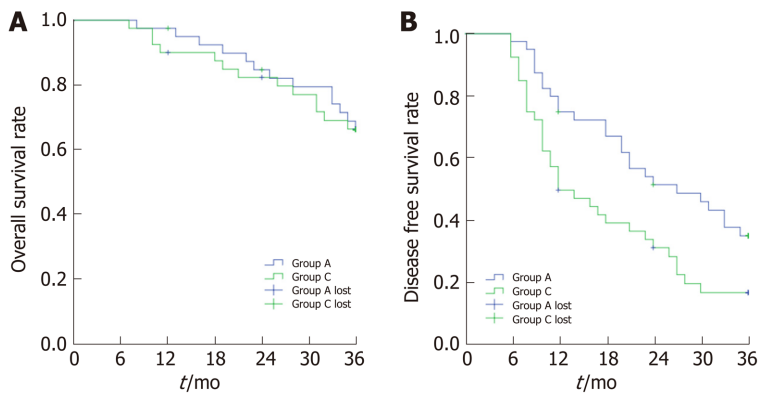 A
1.0
0.8
0.6
0.4
0.2
0.0
Overall survival rate
Group A
Group C
Group A lost
Group C lost
0 6 12 18 24 30 36
t/mo
B
1.0
0.8
0.6
0.4
0.2
0.0
Disease free survival rate
Group A
Group C
Group A lost
Group C lost
0 6 12 18 24 30 36
t/mo